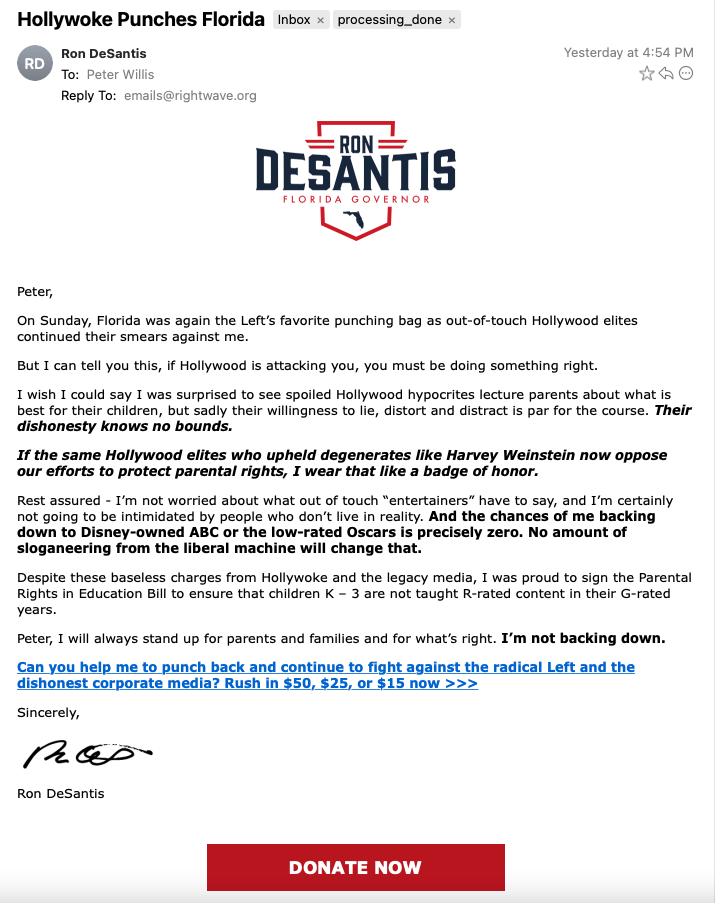 Hollywoke Punches Florida Inbox × processing_done ×
RD
Ron DeSantis
Yesterday at 4:54 PM
To: Peter Willis
Reply To: emails@rightwave.org
RON
DESANTIS
FLORIDA GOVERNOR
Peter,
On Sunday, Florida was again the Left’s favorite punching bag as out-of-touch Hollywood elites
continued their smears against me.
But I can tell you this, if Hollywood is attacking you, you must be doing something right.
I wish I could say I was surprised to see spoiled Hollywood hypocrites lecture parents about what is
best for their children, but sadly their willingness to lie, distort and distract is par for the course. Their
dishonesty knows no bounds.
If the same Hollywood elites who upheld degenerates like Harvey Weinstein now oppose
our efforts to protect parental rights, I wear that like a badge of honor.
Rest assured - I’m not worried about what out of touch “entertainers” have to say, and I’m certainly
not going to be intimidated by people who don’t live in reality. And the chances of me backing
down to Disney-owned ABC or the low-rated Oscars is precisely zero. No amount of
sloganeering from the liberal machine will change that.
Despite these baseless charges from Hollywoke and the legacy media, I was proud to sign the Parental
Rights in Education Bill to ensure that children K – 3 are not taught R-rated content in their G-rated
years.
Peter, I will always stand up for parents and families and for what’s right. I’m not backing down.
Can you help me to punch back and continue to fight against the radical Left and the
dishonest corporate media? Rush in $50, $25, or $15 now >>>
Sincerely,
Ron DeSantis
DONATE NOW